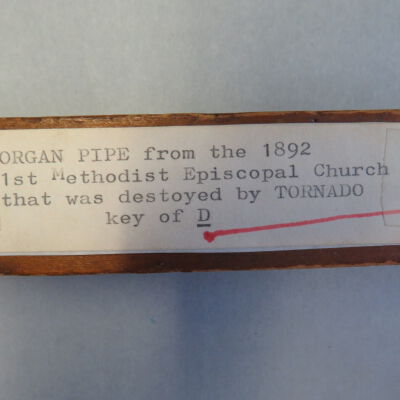 ORGAN PIPE from the 1892
1st Methodist Episcopal Church
that was destoyed by TORNADO
key of D